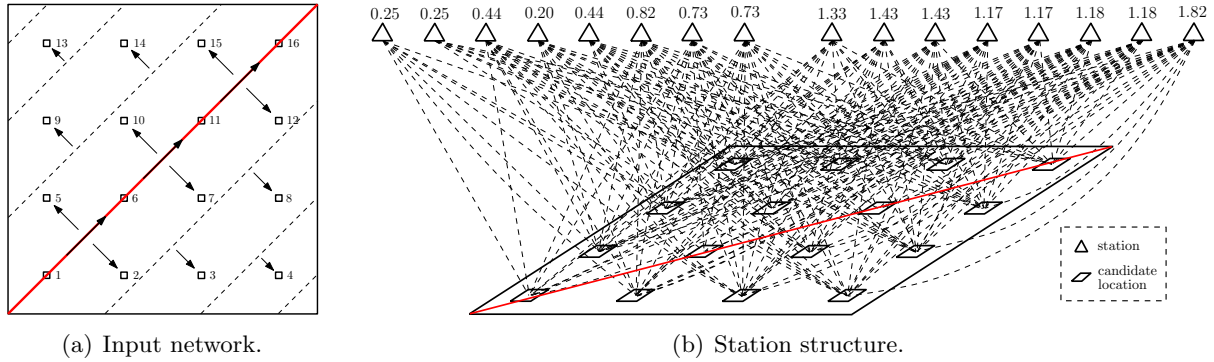 0.25 0.25 0.44 0.20 0.44 0.82 0.73 0.73 1.33 1.43 1.43 1.17 1.17 1.18 1.18 1.82
13 14 15 16
9 10 11 12
5 6 7 8
1 2 3 4
station
candidate
location
(a) Input network.
(b) Station structure.